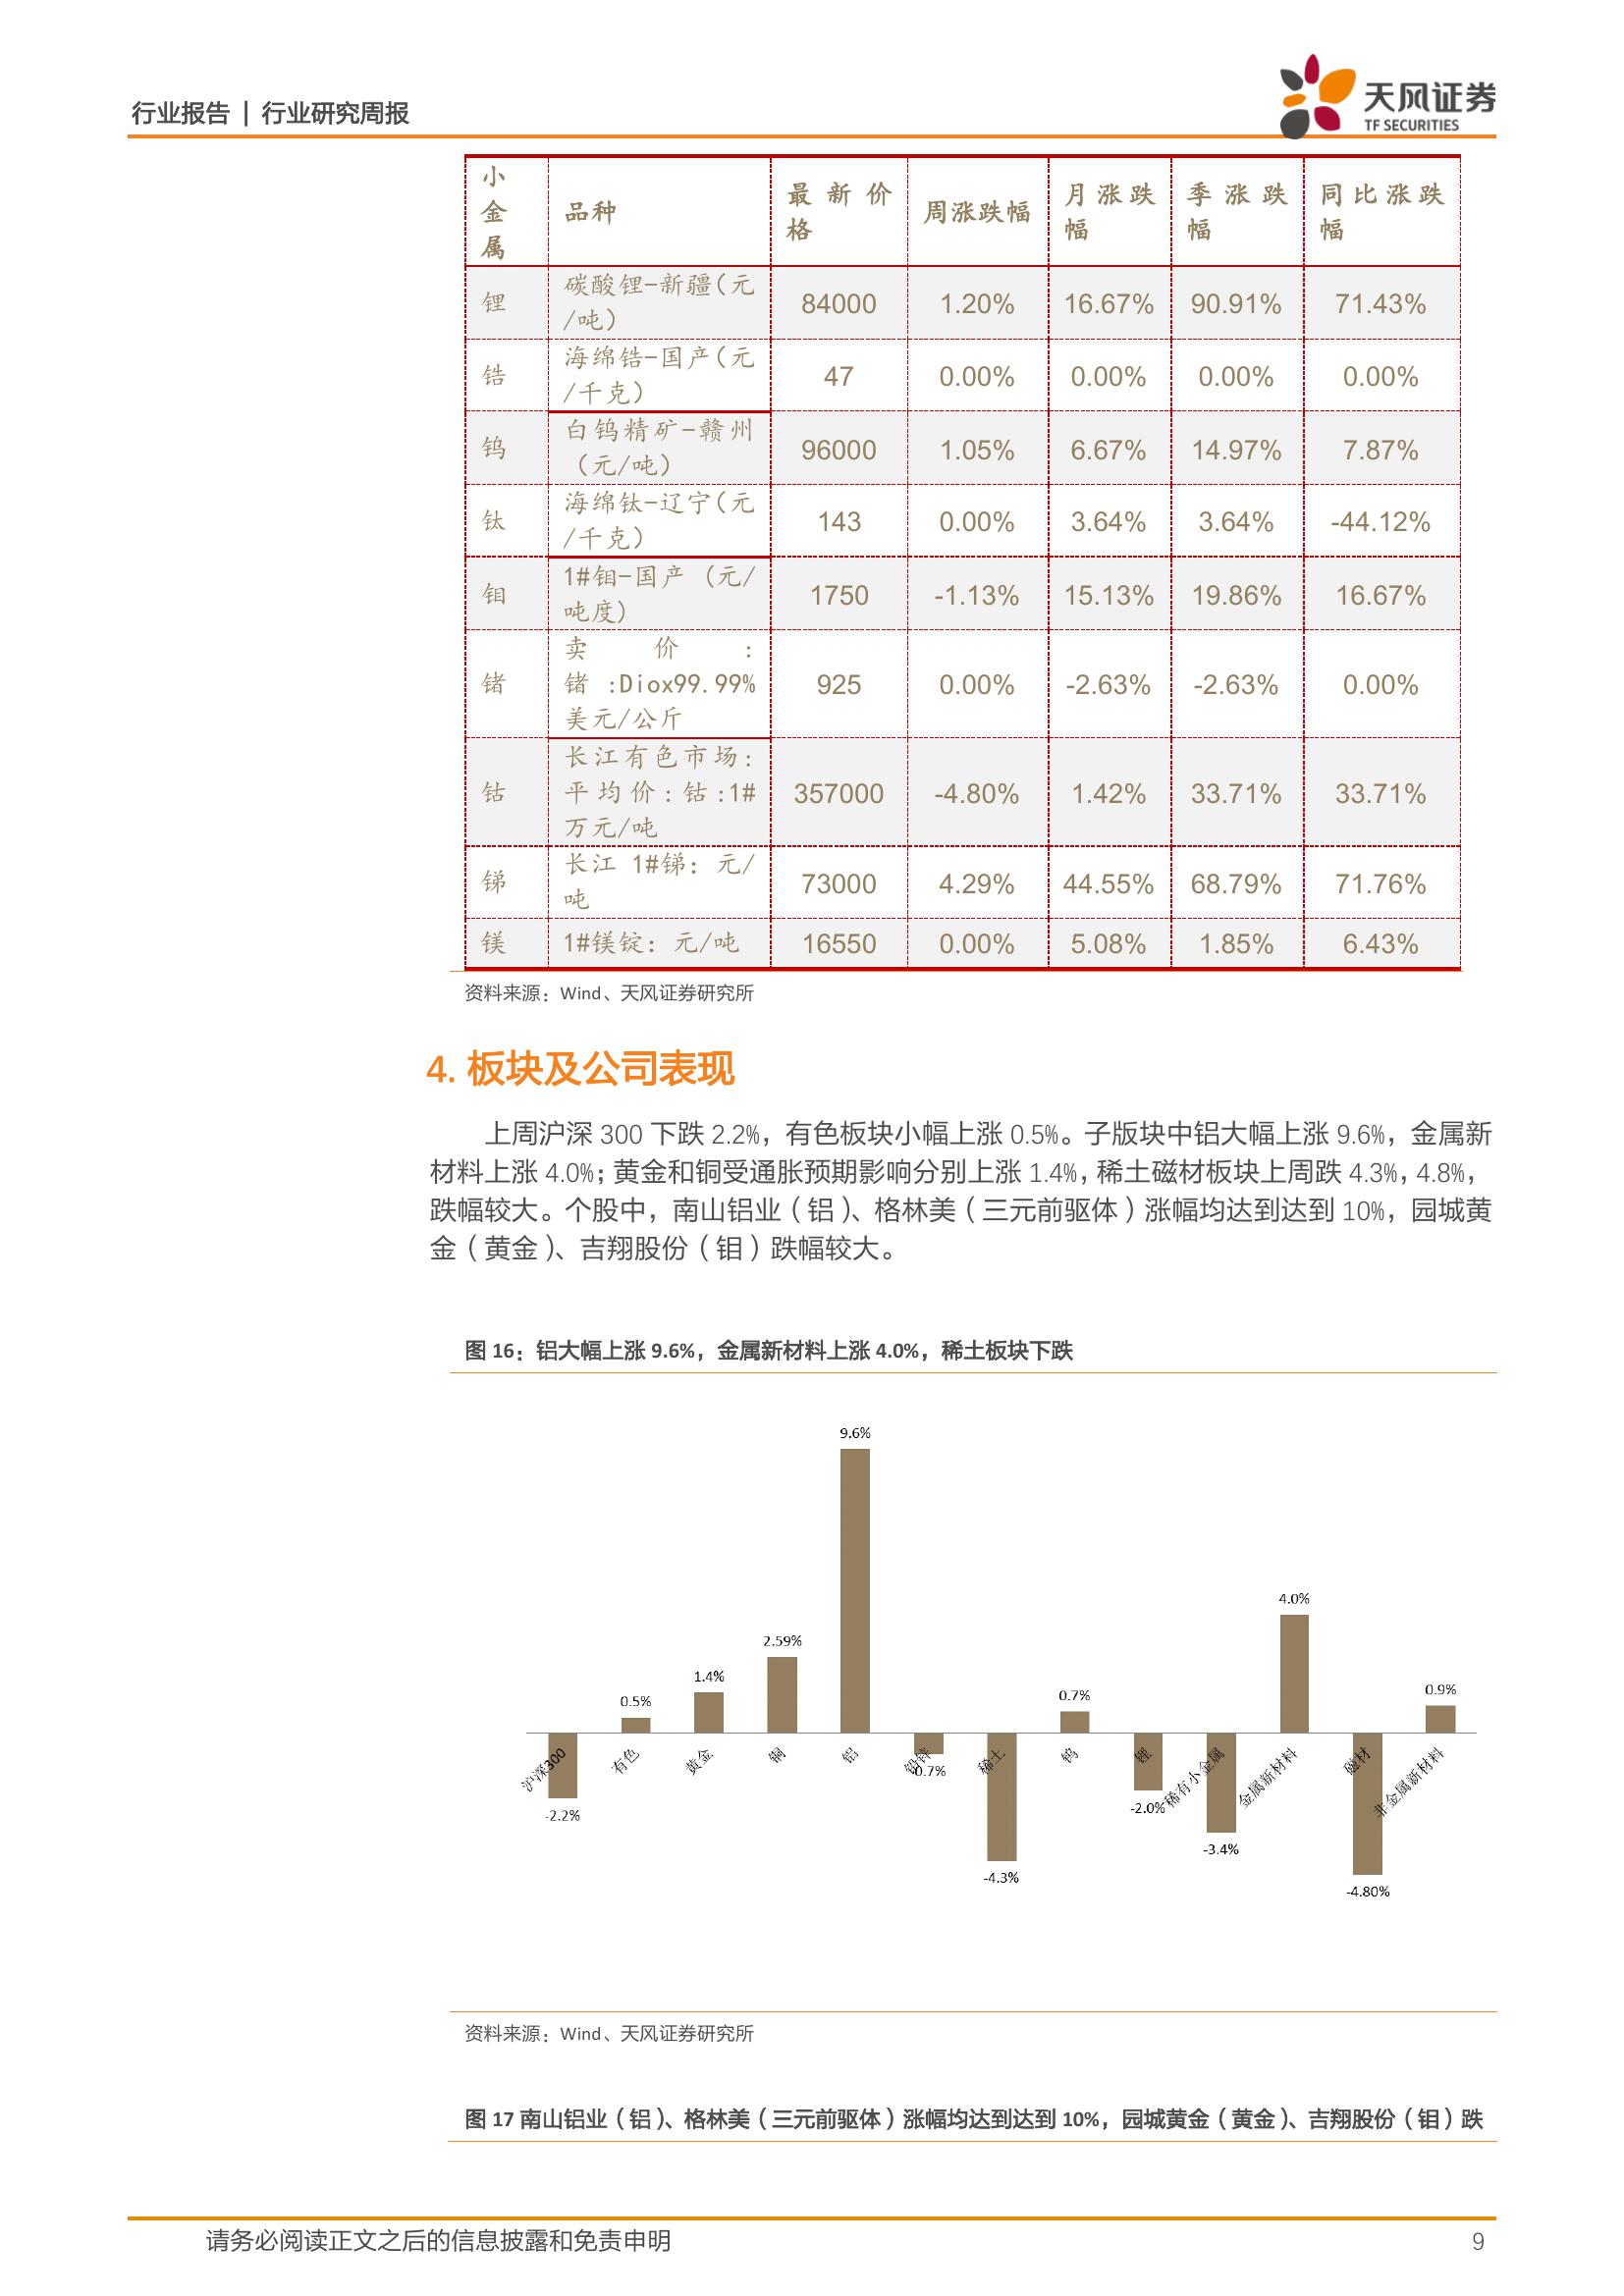 行业报告 | 行业研究周报
天风证券
TF SECURITIES
小金属 品种 最新价格 周涨跌幅 月涨跌幅 季涨跌幅 同比涨跌幅
锂 碳酸锂-新疆(元/吨) 84000 1.20% 16.67% 90.91% 71.43%
锆 海绵锆-国产(元/千克) 47 0.00% 0.00% 0.00% 0.00%
钨 白钨精矿-赣州(元/吨) 96000 1.05% 6.67% 14.97% 7.87%
钛 海绵钛-辽宁(元/千克) 143 0.00% 3.64% 3.64% -44.12%
钼 1#钼-国产 (元/吨度) 1750 -1.13% 15.13% 19.86% 16.67%
锗 卖价:锗:Diox99.99%美元/公斤 925 0.00% -2.63% -2.63% 0.00%
钴 长江有色市场:平均价:钴:1#万元/吨 357000 -4.80% 1.42% 33.71% 33.71%
锑 长江 1#锑: 元/吨 73000 4.29% 44.55% 68.79% 71.76%
镁 1#镁锭: 元/吨 16550 0.00% 5.08% 1.85% 6.43%
资料来源：Wind、天风证券研究所
4. 板块及公司表现
上周沪深 300 下跌 2.2%，有色板块小幅上涨 0.5%。子版块中铝大幅上涨 9.6%，金属新
材料上涨 4.0%；黄金和铜受通胀预期影响分别上涨 1.4%，稀土磁材板块上周跌 4.3%，4.8%，
跌幅较大。个股中，南山铝业（铝）、格林美（三元前驱体）涨幅均达到达到 10%，园城黄
金（黄金）、吉翔股份（钼）跌幅较大。
图 16：铝大幅上涨 9.6%，金属新材料上涨 4.0%，稀土板块下跌
9.6%
4.0%
2.59%
1.4%
0.5%
0.7%
0.9%
沪深300 有色 黄金 铜 铝 铅锌 稀土 钨 锂 稀有小金属 金属新材料 磁材 非金属新材料
-0.7%
-2.2%
-2.0%
-3.4%
-4.3%
-4.80%
资料来源：Wind、天风证券研究所
图 17 南山铝业（铝）、格林美（三元前驱体）涨幅均达到达到 10%，园城黄金（黄金）、吉翔股份（钼）跌
请务必阅读正文之后的信息披露和免责申明
9